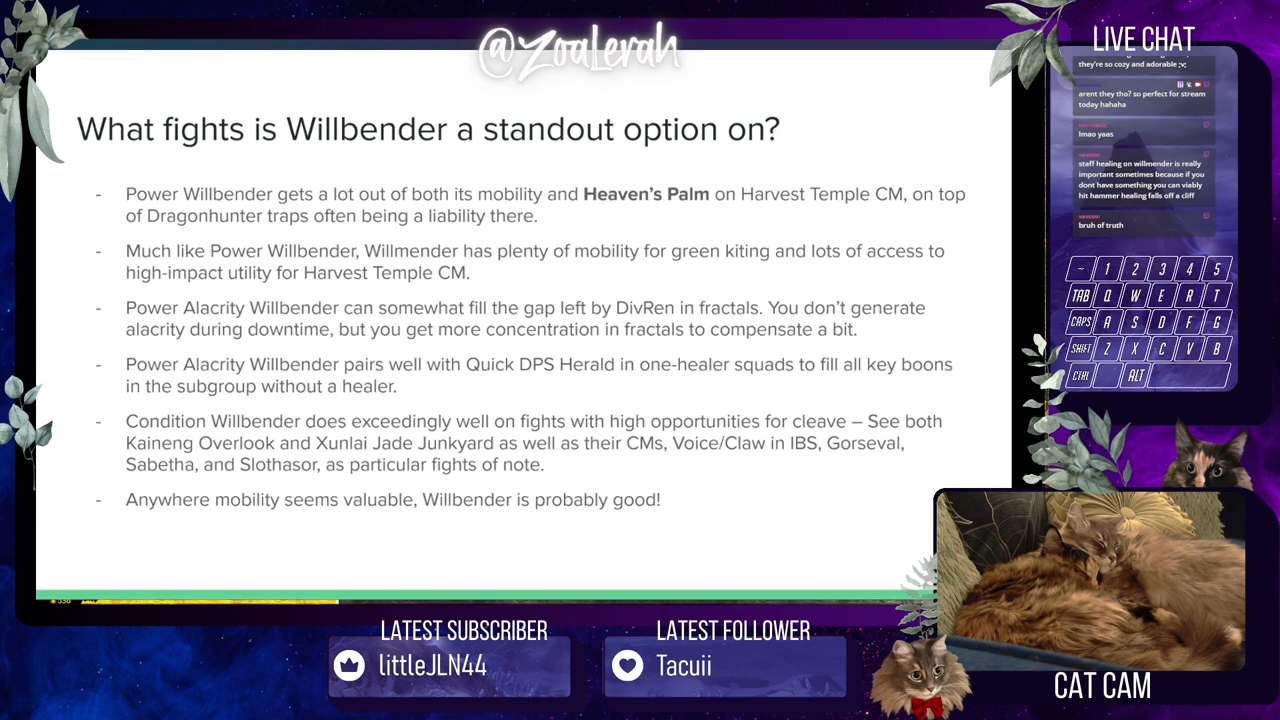 @ZoaLerah
LIVE CHAT
they're so cozy and adorable ;v;
arent they tho? so perfect for stream
today hahaha
lmao yaas
staff healing on willmender is really
important sometimes because if you
dont have something you can viably
hit hammer healing falls off a cliff
bruh of truth
What fights is Willbender a standout option on?
- Power Willbender gets a lot out of both its mobility and Heaven's Palm on Harvest Temple CM, on top
of Dragonhunter traps often being a liability there.
- Much like Power Willbender, Willmender has plenty of mobility for green kiting and lots of access to
high-impact utility for Harvest Temple CM.
- Power Alacrity Willbender can somewhat fill the gap left by DivRen in fractals. You don't generate
alacrity during downtime, but you get more concentration in fractals to compensate a bit.
- Power Alacrity Willbender pairs well with Quick DPS Herald in one-healer squads to fill all key boons
in the subgroup without a healer.
- Condition Willbender does exceedingly well on fights with high opportunities for cleave – See both
Kaineng Overlook and Xunlai Jade Junkyard as well as their CMs, Voice/Claw in IBS, Gorseval,
Sabetha, and Slothasor, as particular fights of note.
- Anywhere mobility seems valuable, Willbender is probably good!
~ 1 2 3 4 5
TAB Q W E R T
CAPS A S D F G
SHIFT Z X C V B
CTRL ALT
LATEST SUBSCRIBER
littleJLN44
LATEST FOLLOWER
Tacuii
CAT CAM